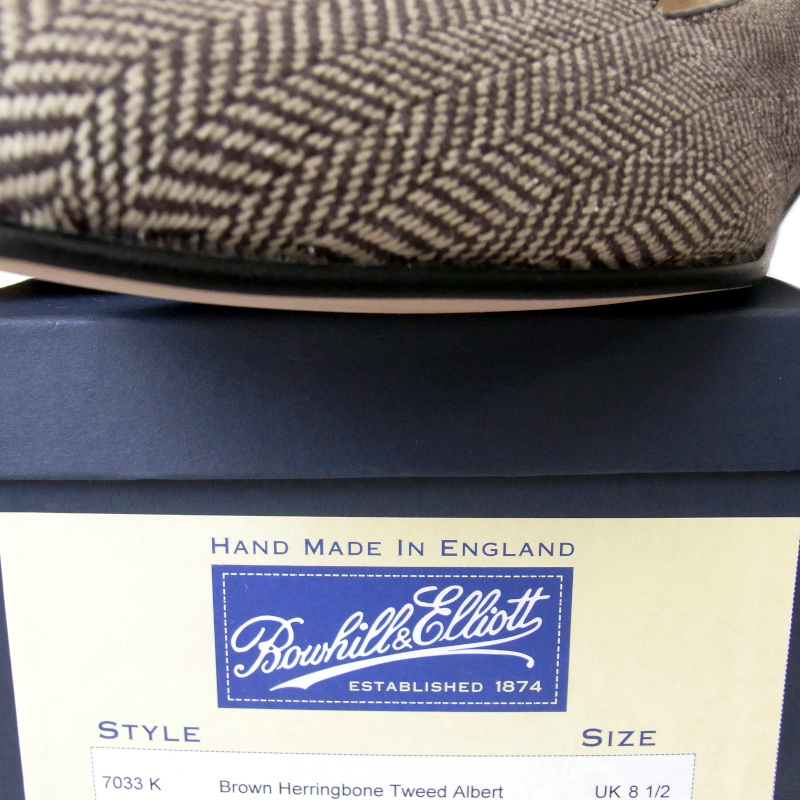 HAND MADE IN ENGLAND
Bowhill & Elliott
ESTABLISHED 1874
STYLE SIZE
7033 K Brown Herringbone Tweed Albert UK 8 1/2